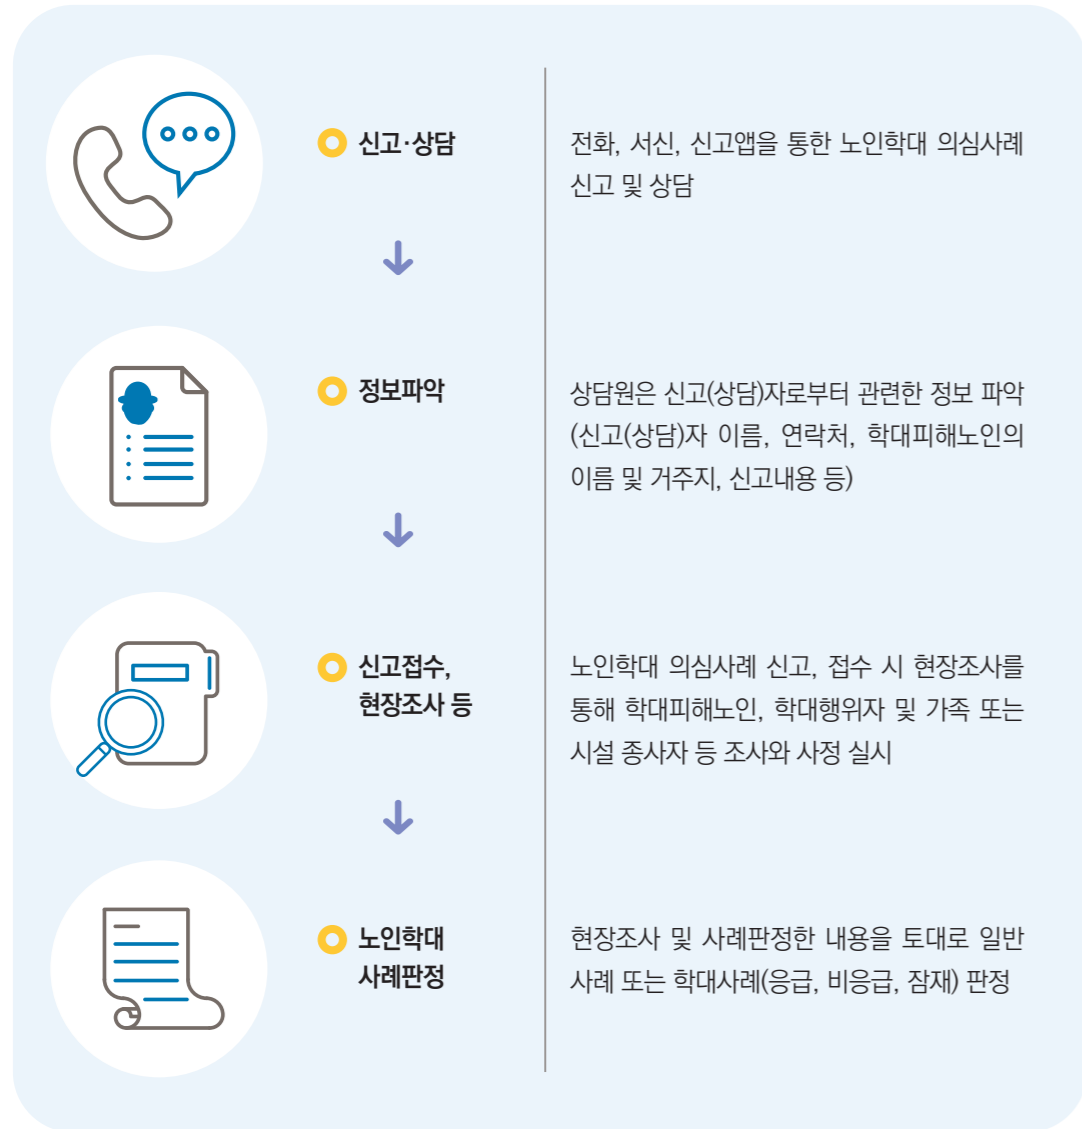 신고·상담
전화, 서신, 신고앱을 통한 노인학대 의심사례
신고 및 상담
정보파악
상담원은 신고(상담)자로부터 관련한 정보 파악
(신고(상담)자 이름, 연락처, 학대피해노인의
이름 및 거주지, 신고내용 등)
신고접수,
현장조사 등
노인학대 의심사례 신고, 접수 시 현장조사를
통해 학대피해노인, 학대행위자 및 가족 또는
시설 종사자 등 조사와 사정 실시
노인학대
사례판정
현장조사 및 사례판정한 내용을 토대로 일반
사례 또는 학대사례(응급, 비응급, 잠재) 판정